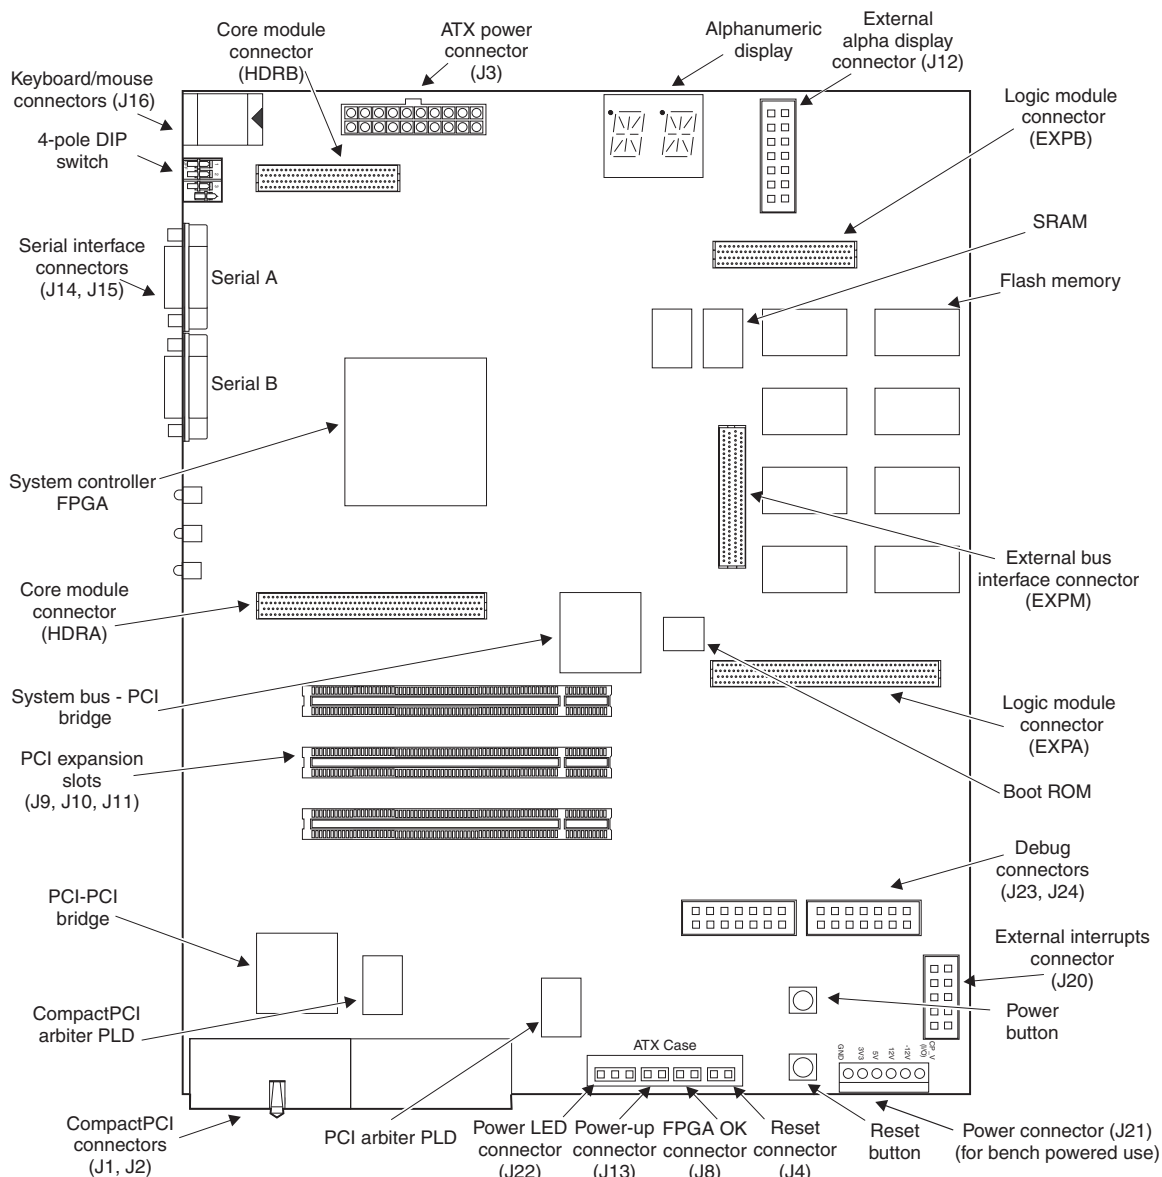 Core module
connector
(HDRB)
ATX power
connector
(J3)
Alphanumeric
display
External
alpha display
connector (J12)
Keyboard/mouse
connectors (J16)
4-pole DIP
switch
Logic module
connector
(EXPB)
Serial interface
connectors
(J14, J15)
Serial A
Serial B
SRAM
Flash memory
System controller
FPGA
Core module
connector
(HDRA)
External bus
interface connector
(EXPM)
System bus - PCI
bridge
Logic module
connector
(EXPA)
PCI expansion
slots
(J9, J10, J11)
Boot ROM
Debug
connectors
(J23, J24)
PCI-PCI
bridge
External interrupts
connector
(J20)
CompactPCI
arbiter PLD
Power
button
ATX Case
GND
3V3
5V
12V
-12V
CP_V
(I/O)
CompactPCI
connectors
(J1, J2)
PCI arbiter PLD
Power LED
connector
(J22)
Power-up
connector
(J13)
FPGA OK
connector
(J8)
Reset
connector
(J4)
Reset
button
Power connector (J21)
(for bench powered use)